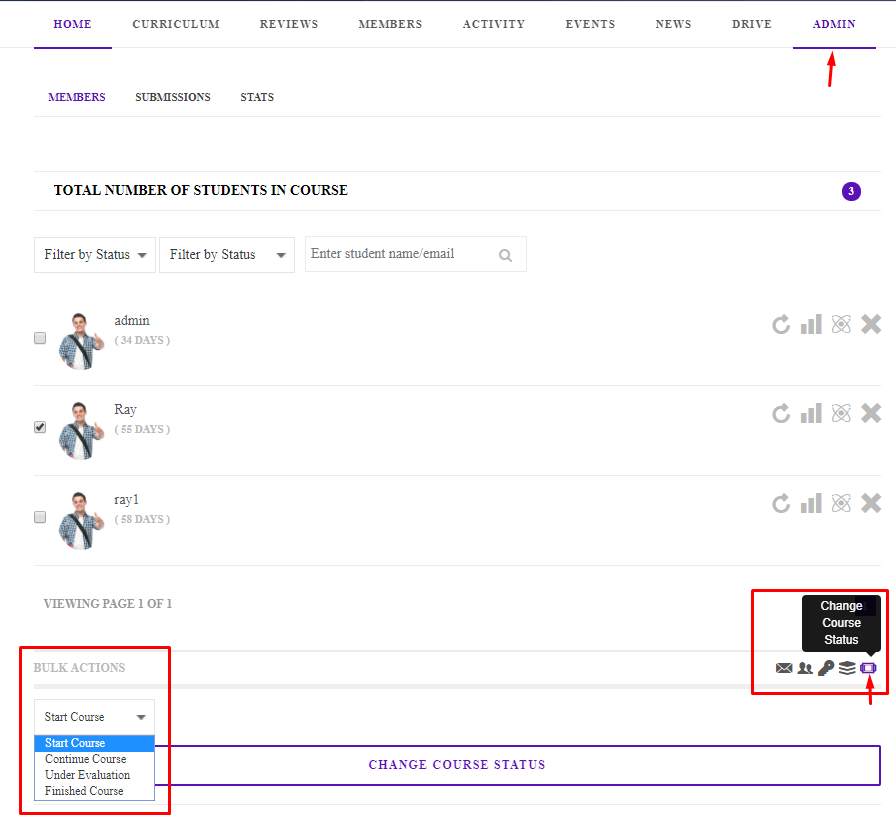 HOME CURRICULUM REVIEWS MEMBERS ACTIVITY EVENTS NEWS DRIVE ADMIN
MEMBERS SUBMISSIONS STATS
TOTAL NUMBER OF STUDENTS IN COURSE 3
Filter by Status Filter by Status Enter student name/email
admin
( 34 DAYS )
Ray
( 55 DAYS )
ray1
( 58 DAYS )
VIEWING PAGE 1 OF 1
Change
Course
Status
BULK ACTIONS
Start Course
Start Course
Continue Course
Under Evaluation
Finished Course
CHANGE COURSE STATUS